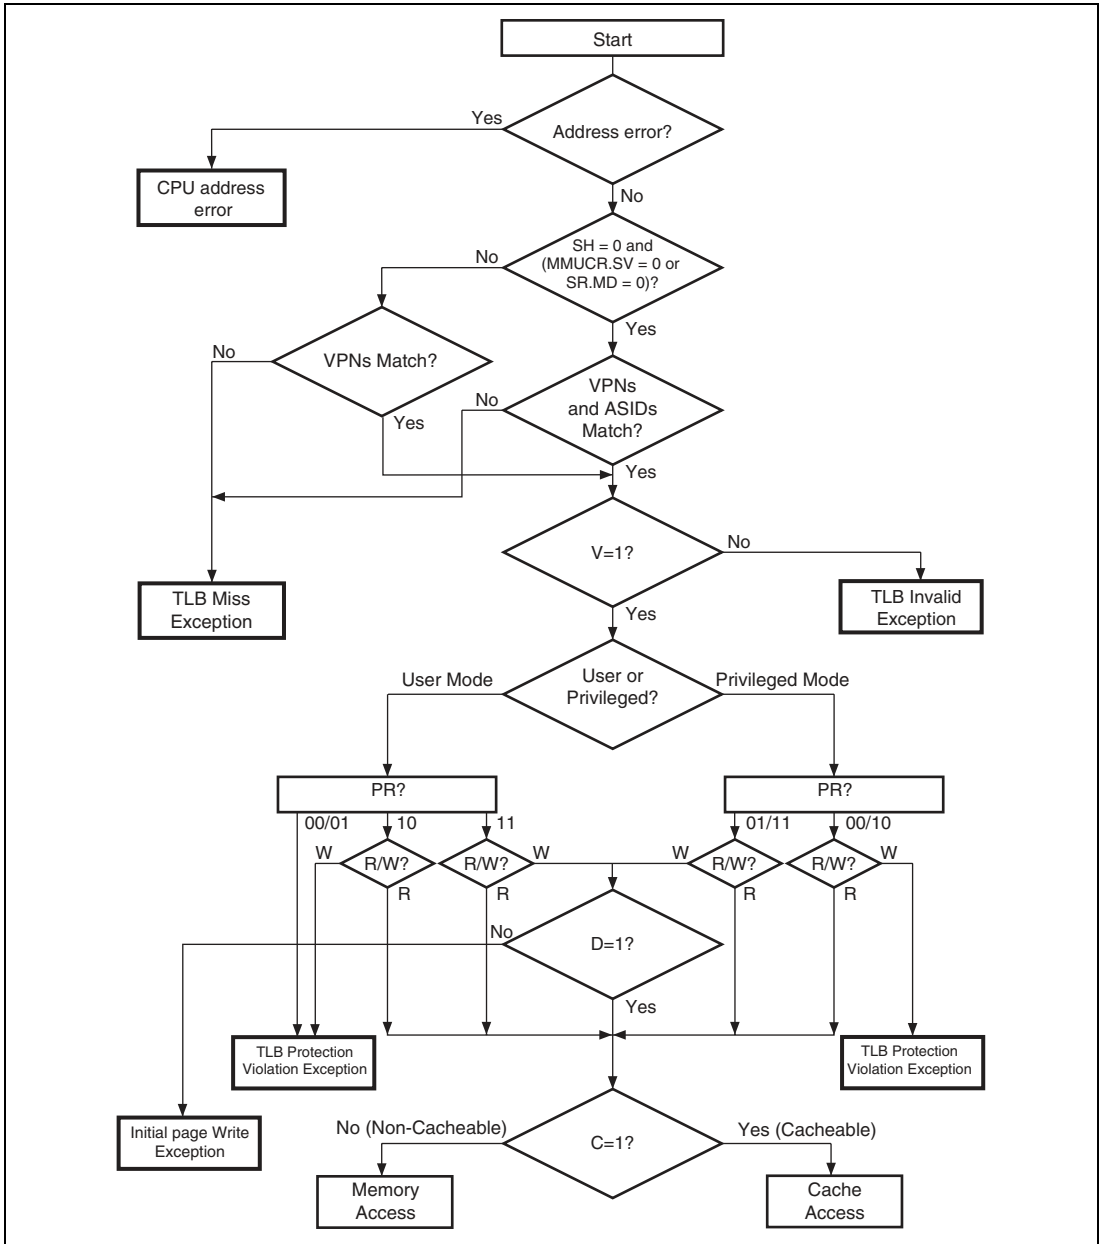 Start
Yes
Address error?
CPU address
error
No
SH = 0 and
(MMUCR.SV = 0 or
SR.MD = 0)?
No
Yes
No
VPNs Match?
Yes
No
VPNs
and ASIDs
Match?
Yes
V=1?
No
TLB Miss
Exception
TLB Invalid
Exception
Yes
User Mode
User or
Privileged?
Privileged Mode
PR?
PR?
00/01
10
11
01/11
00/10
W
R/W?
R/W?
W
W
R/W?
R/W?
W
R
R
R
R
No
D=1?
Yes
TLB Protection
Violation Exception
TLB Protection
Violation Exception
Initial page Write
Exception
No (Non-Cacheable)
C=1?
Yes (Cacheable)
Memory
Access
Cache
Access